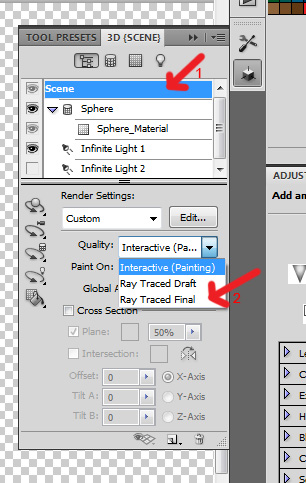 TOOL PRESETS 3D {SCENE}
1
Scene
Sphere
Sphere_Material
Infinite Light 1
Infinite Light 2
Render Settings:
Custom Edit...
Quality: Interactive (Pa...
Paint On: Interactive (Painting)
Ray Traced Draft
Global A
Ray Traced Final
2
Cross Section
Plane: 50%
Intersection:
Offset: 0 X-Axis
Tilt A: 0 Y-Axis
Tilt B: 0 Z-Axis
ADJUST
Add an
Le
C
E
H
Bl
C
S